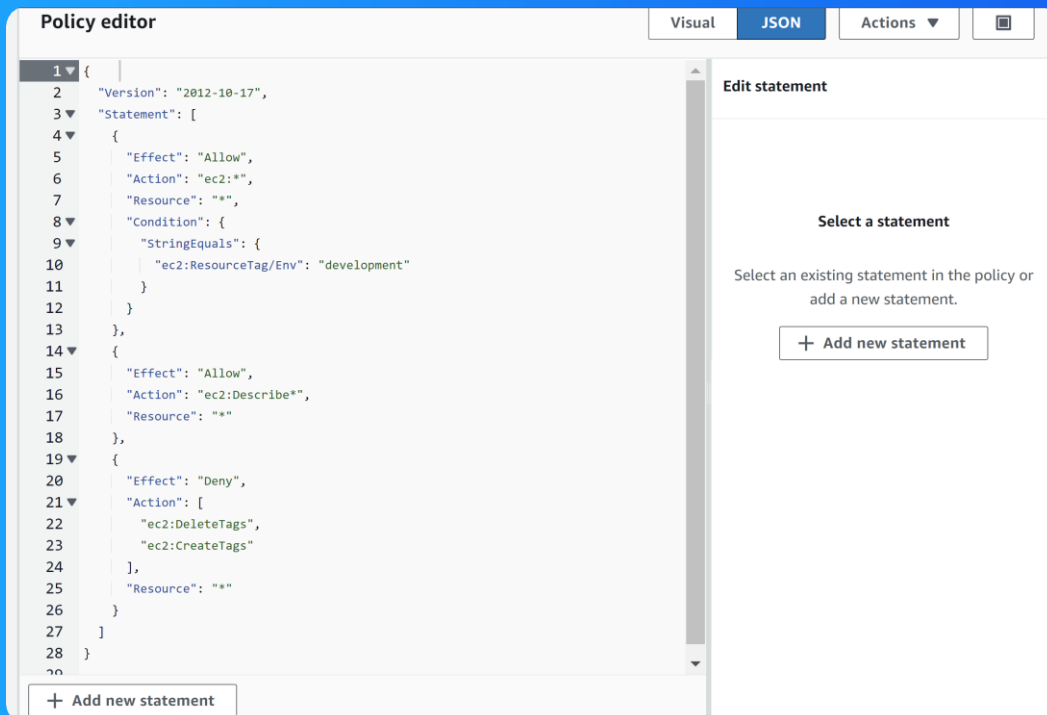 Policy editor
Visual
JSON
Actions
1 {
2 "Version": "2012-10-17",
3 "Statement": [
4 {
5 "Effect": "Allow",
6 "Action": "ec2:*",
7 "Resource": "*",
8 "Condition": {
9 "StringEquals": {
10 "ec2:ResourceTag/Env": "development"
11 }
12 }
13 },
14 {
15 "Effect": "Allow",
16 "Action": "ec2:Describe*",
17 "Resource": "*"
18 },
19 {
20 "Effect": "Deny",
21 "Action": [
22 "ec2:DeleteTags",
23 "ec2:CreateTags"
24 ],
25 "Resource": "*"
26 }
27 ]
28 }
29
+ Add new statement
Edit statement
Select a statement
Select an existing statement in the policy or
add a new statement.
+ Add new statement